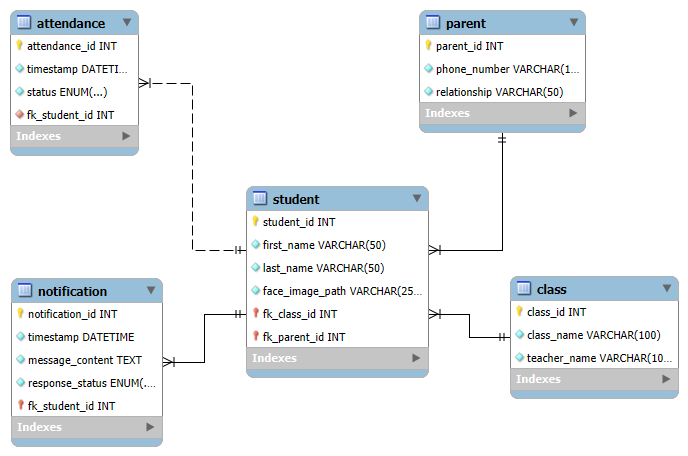 attendance
attendance_id INT
timestamp DATETI...
status ENUM(...)
fk_student_id INT
Indexes
parent
parent_id INT
phone_number VARCHAR(1...
relationship VARCHAR(50)
Indexes
student
student_id INT
first_name VARCHAR(50)
last_name VARCHAR(50)
face_image_path VARCHAR(25...
fk_class_id INT
fk_parent_id INT
Indexes
notification
notification_id INT
timestamp DATETIME
message_content TEXT
response_status ENUM(....
fk_student_id INT
Indexes
class
class_id INT
class_name VARCHAR(100)
teacher_name VARCHAR(10...
Indexes